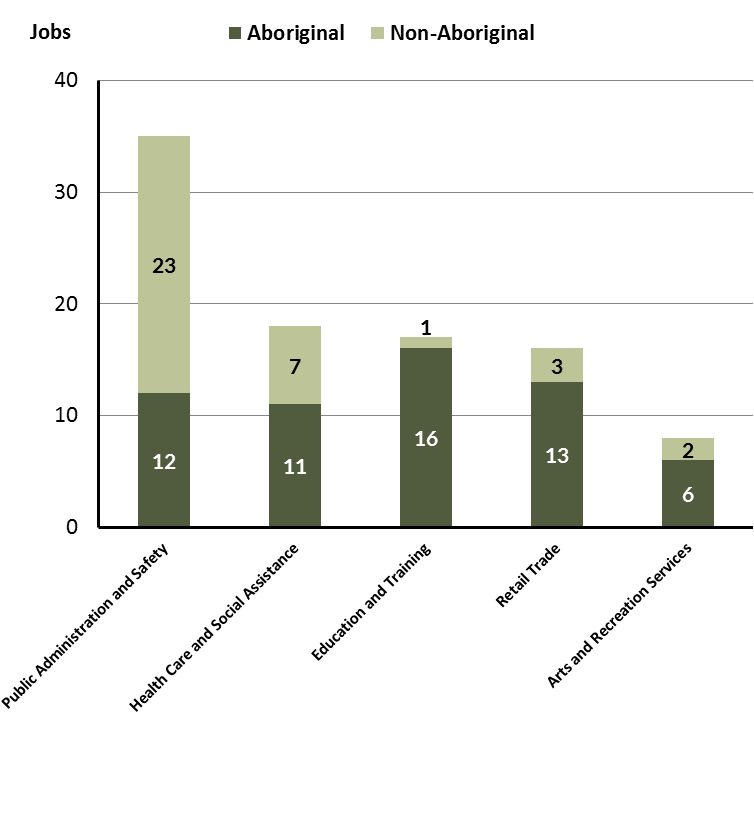 Jobs
Aboriginal Non-Aboriginal
40
30
20
10
0
23
12
7
11
1
16
3
13
2
6
Public Administration and Safety
Health Care and Social Assistance
Education and Training
Retail Trade
Arts and Recreation Services